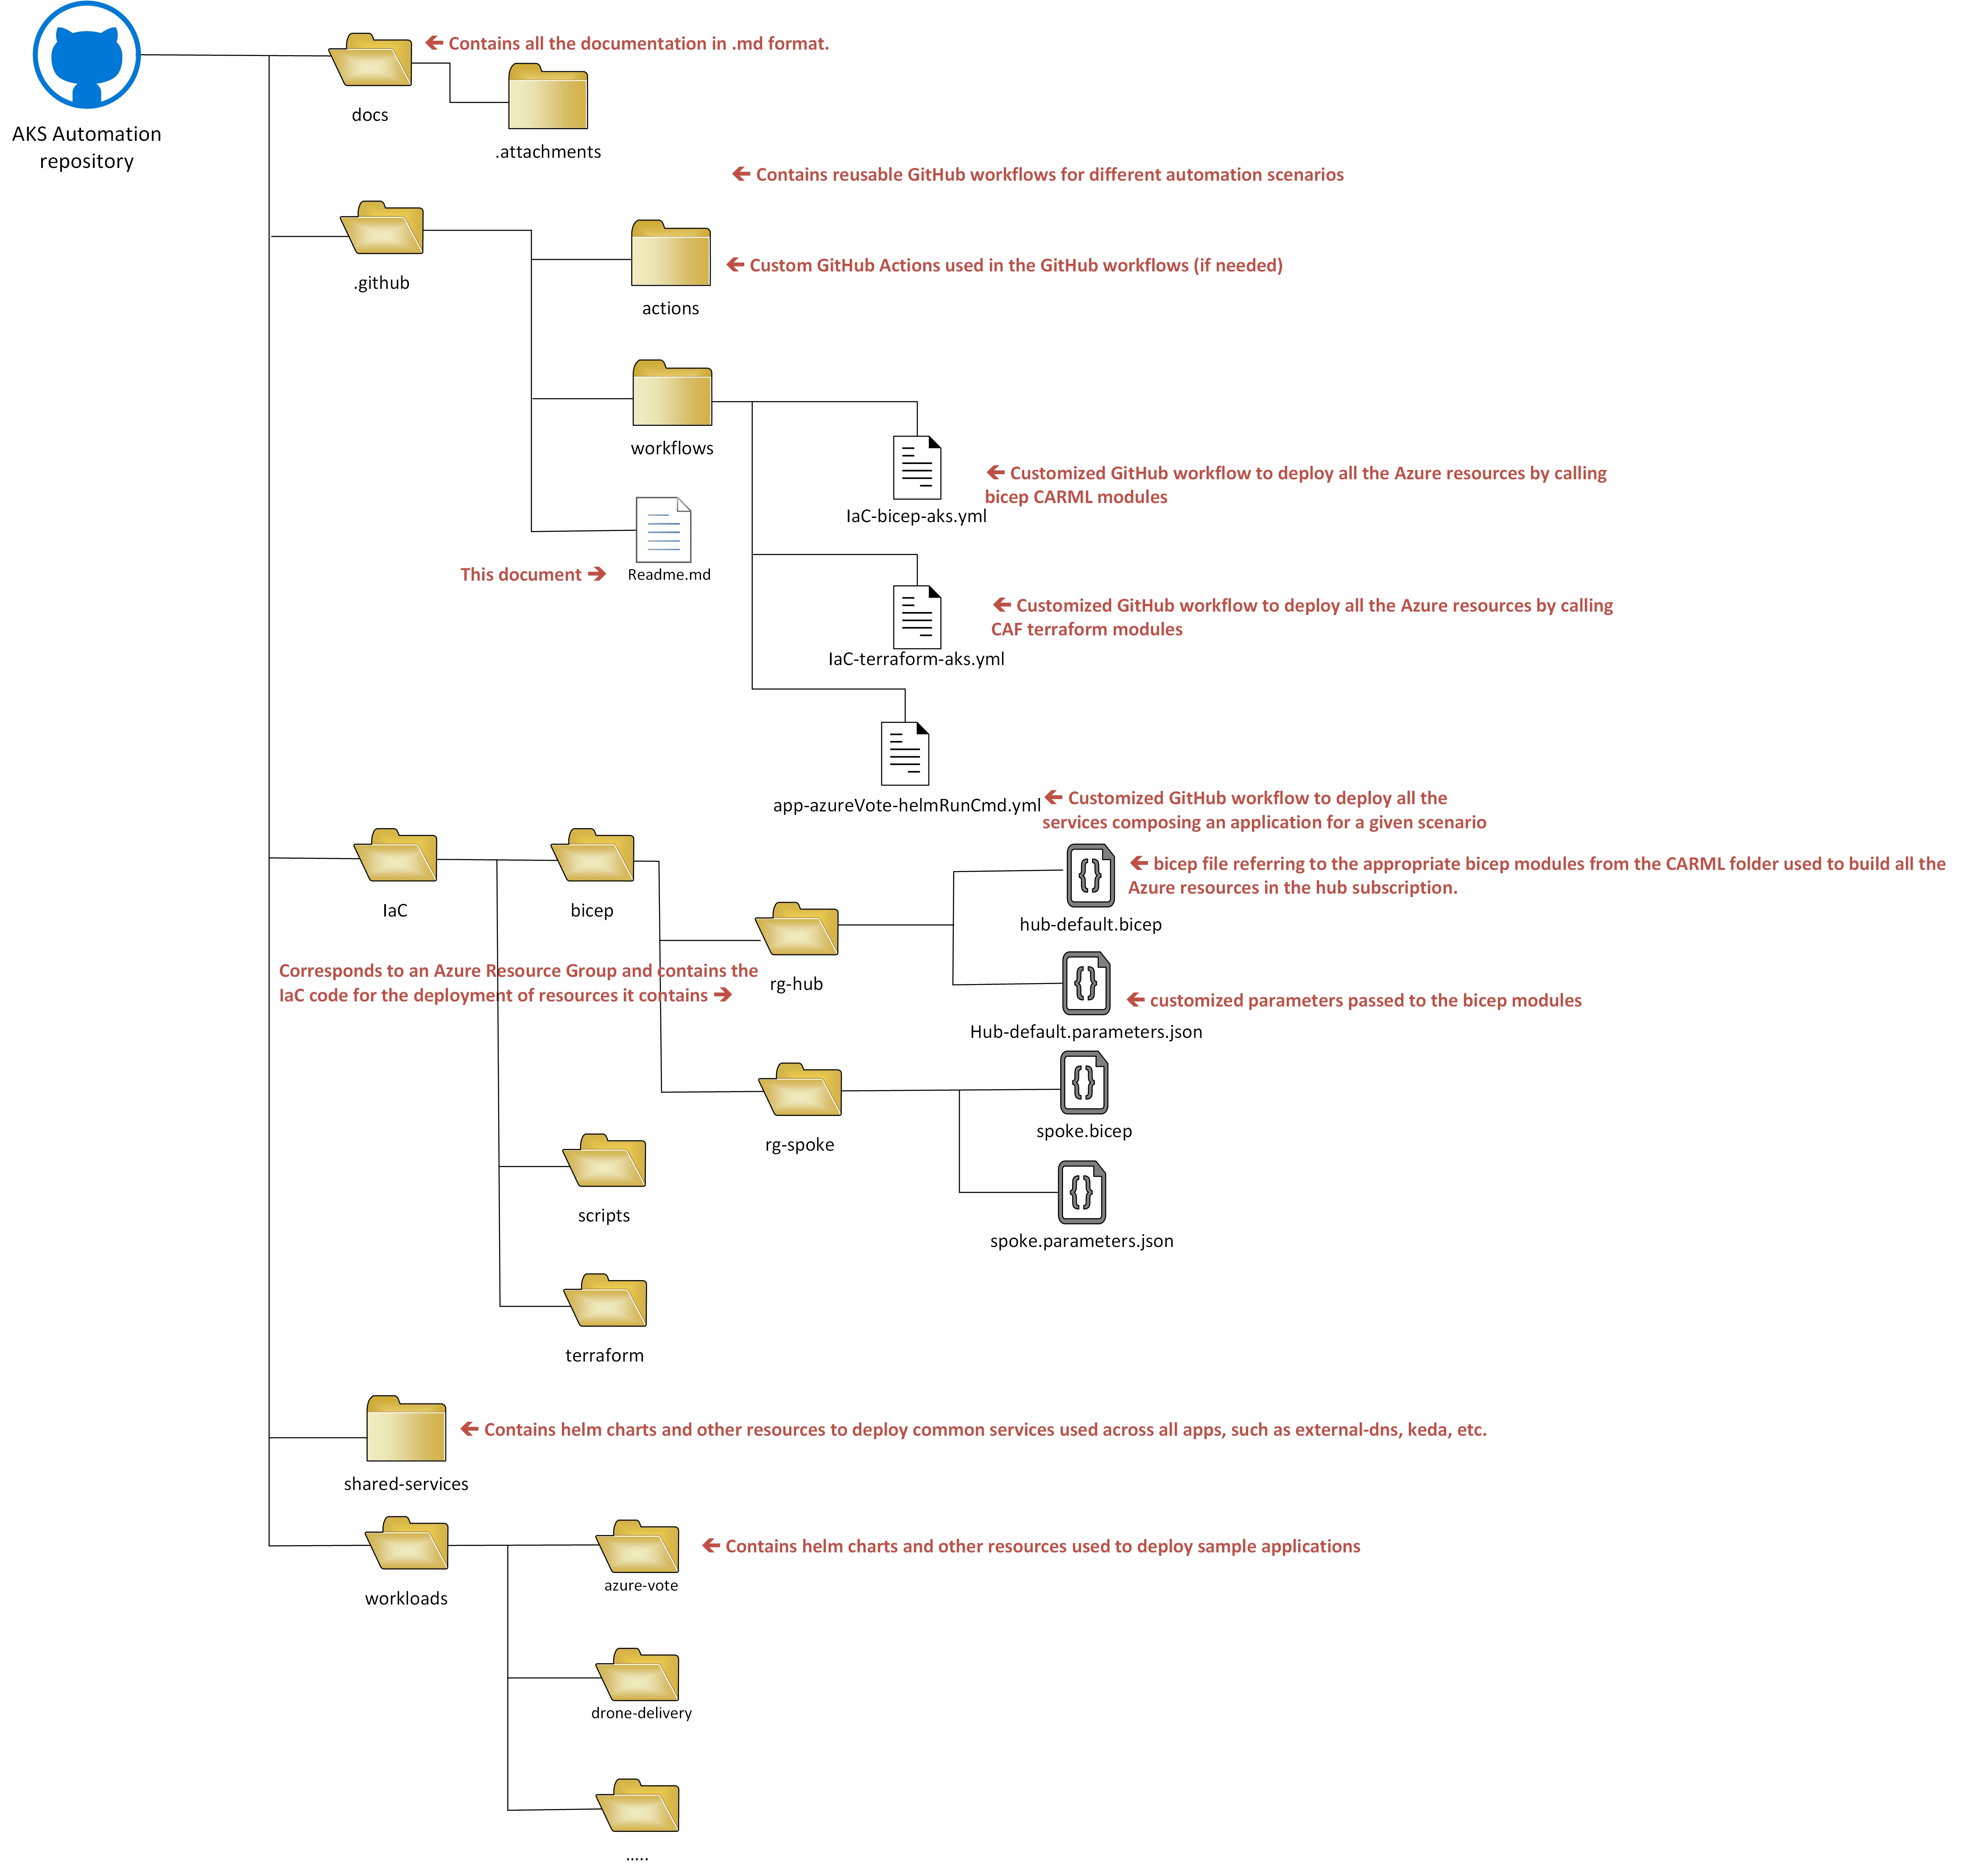 AKS Automation
repository
🡨 Contains all the documentation in .md format.
docs
.attachments
🡨 Contains reusable GitHub workflows for different automation scenarios
.github
🡨 Custom GitHub Actions used in the GitHub workflows (if needed)
actions
workflows
🡨 Customized GitHub workflow to deploy all the Azure resources by calling
bicep CARML modules
IaC-bicep-aks.yml
This document 🡪
Readme.md
🡨 Customized GitHub workflow to deploy all the Azure resources by calling
CAF terraform modules
IaC-terraform-aks.yml
app-azureVote-helmRunCmd.yml
🡨 Customized GitHub workflow to deploy all the
services composing an application for a given scenario
IaC
bicep
🡨 bicep file referring to the appropriate bicep modules from the CARML folder used to build all the
Azure resources in the hub subscription.
hub-default.bicep
Corresponds to an Azure Resource Group and contains the
IaC code for the deployment of resources it contains 🡪
rg-hub
🡨 customized parameters passed to the bicep modules
Hub-default.parameters.json
rg-spoke
spoke.bicep
scripts
spoke.parameters.json
terraform
🡨 Contains helm charts and other resources to deploy common services used across all apps, such as external-dns, keda, etc.
shared-services
🡨 Contains helm charts and other resources used to deploy sample applications
workloads
azure-vote
drone-delivery
.....